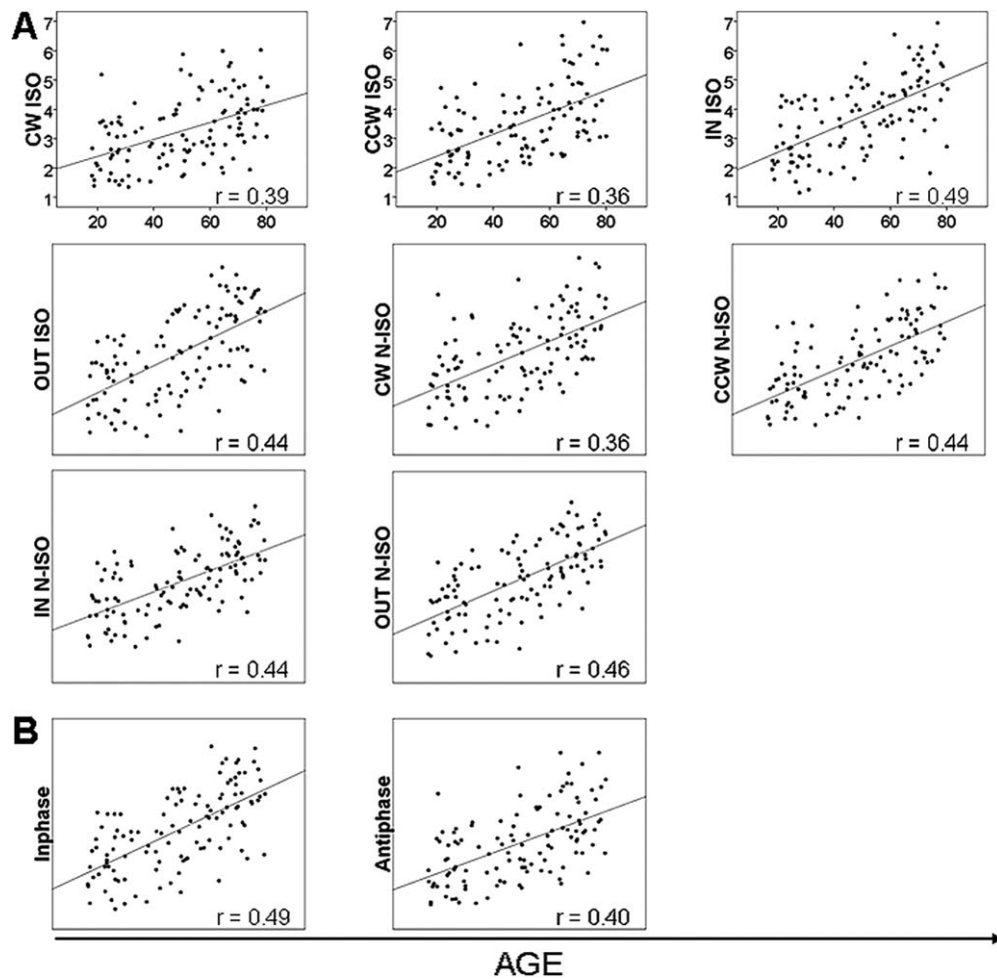 A
CW ISO
7
6
5
4
3
2
1
20 40 60 80
r = 0.39
CCW ISO
7
6
5
4
3
2
1
20 40 60 80
r = 0.36
IN ISO
7
6
5
4
3
2
1
20 40 60 80
r = 0.49
OUT ISO
r = 0.44
CW N-ISO
r = 0.36
CCW N-ISO
r = 0.44
IN N-ISO
r = 0.44
OUT N-ISO
r = 0.46
B
Inphase
r = 0.49
Antiphase
r = 0.40
AGE